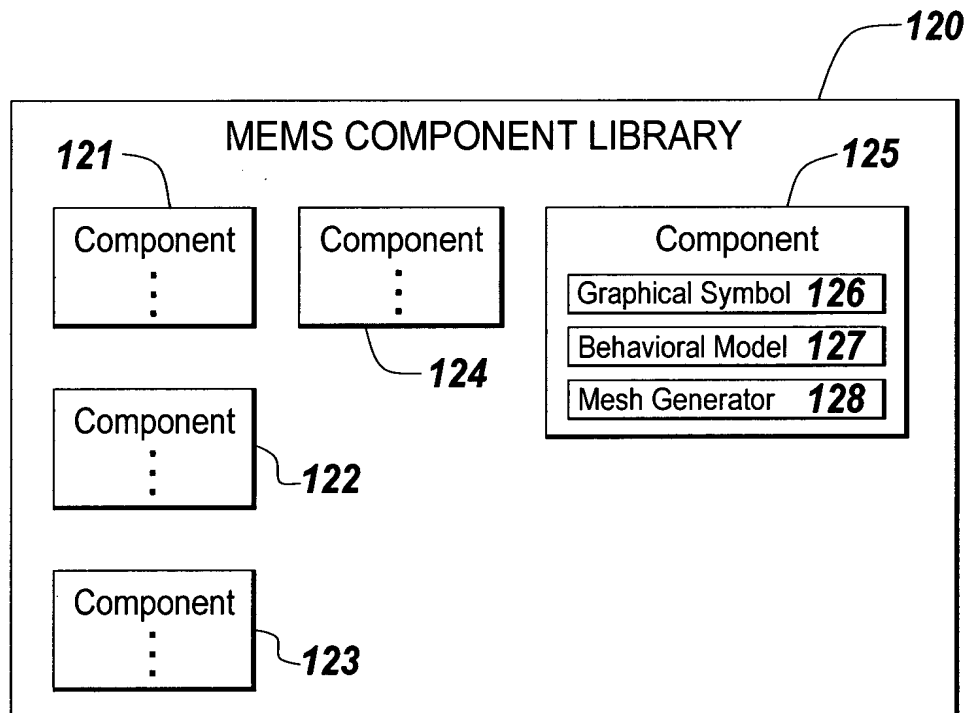 120
MEMS COMPONENT LIBRARY
121
125
Component
Component
Component
Graphical Symbol 126
Behavioral Model 127
Mesh Generator 128
124
Component
122
Component
123